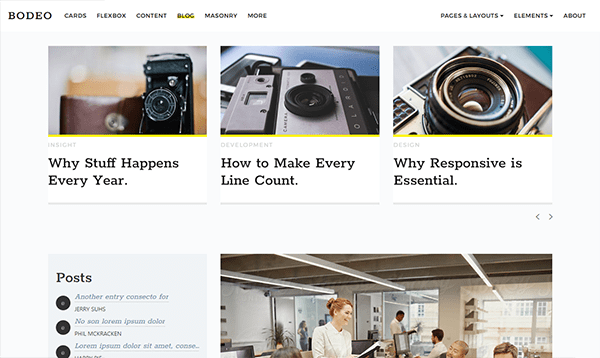 BODEO CARDS FLEXBOX CONTENT BLOG MASONRY MORE PAGES & LAYOUTS ELEMENTS ABOUT
INSIGHT
Why Stuff Happens
Every Year.
DEVELOPMENT
How to Make Every
Line Count.
DESIGN
Why Responsive is
Essential.
Posts
Another entry consecto for
JERRY SUHS
No son lorem ipsum dolor
PHIL MCKRACKEN
Lorem ipsum dolor sit amet, conse...